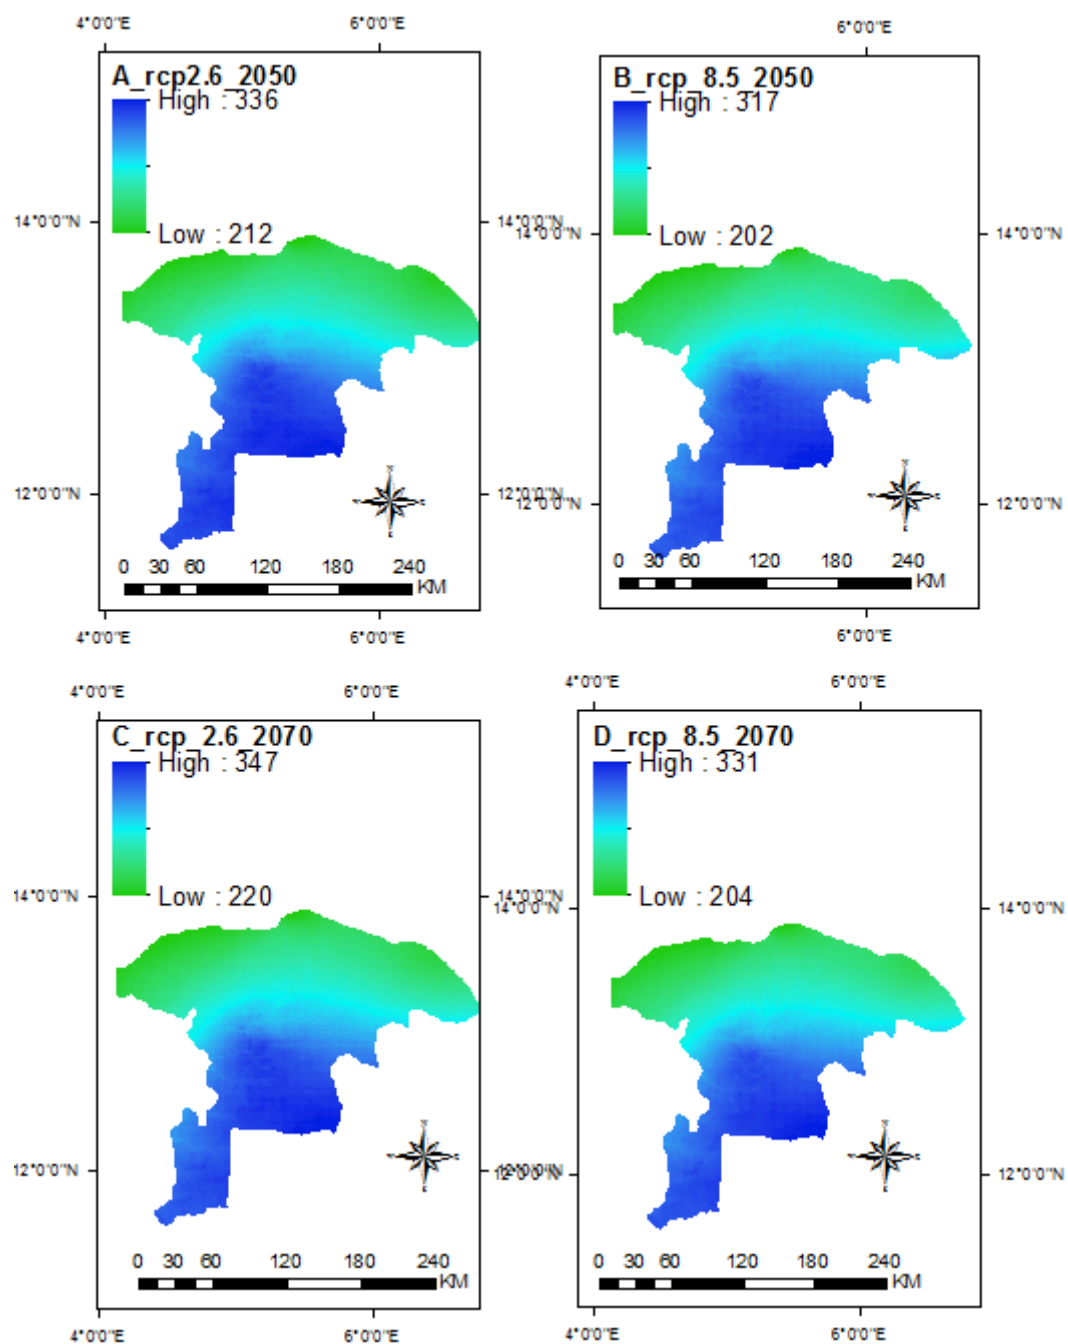 4°0'0"E 6°0'0"E
6°0'0"E
A_rcp2.6_2050
High : 336
Low : 212
B_rcp_8.5_2050
High : 317
Low : 202
14°0'0"N
14°0'0"N
14°0'0"N
12°0'0"N
12°0'0"N
12°0'0"N
0 30 60 120 180 240
KM
0 30 60 120 180 240
KM
4°0'0"E 6°0'0"E
6°0'0"E
4°0'0"E 6°0'0"E
4°0'0"E 6°0'0"E
C_rcp_2.6_2070
High : 347
Low : 220
D_rcp_8.5_2070
High : 331
Low : 204
14°0'0"N
14°0'0"N
14°0'0"N
12°0'0"N
12°0'0"N
12°0'0"N
0 30 60 120 180 240
KM
0 30 60 120 180 240
KM
4°0'0"E 6°0'0"E
4°0'0"E 6°0'0"E